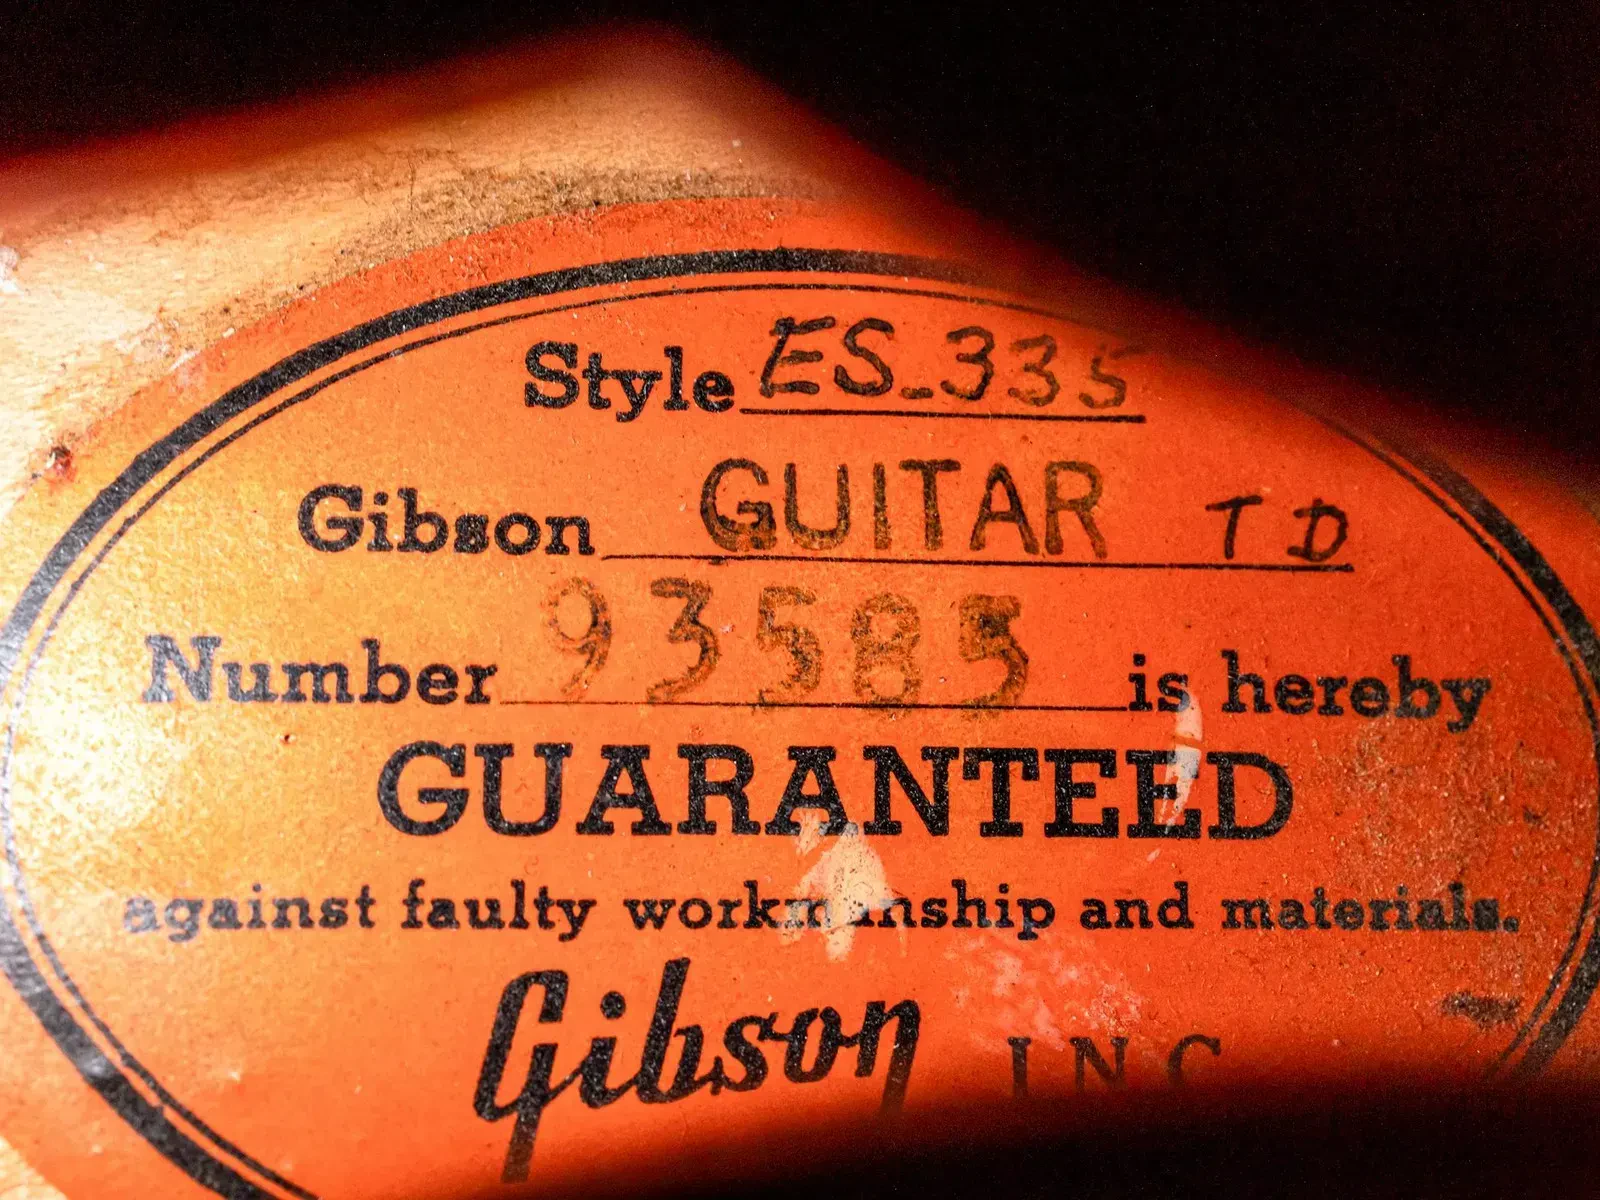 Style ES-335
Gibson GUITAR TD
Number 93585 is hereby
GUARANTEED
against faulty workmanship and materials.
Gibson INC